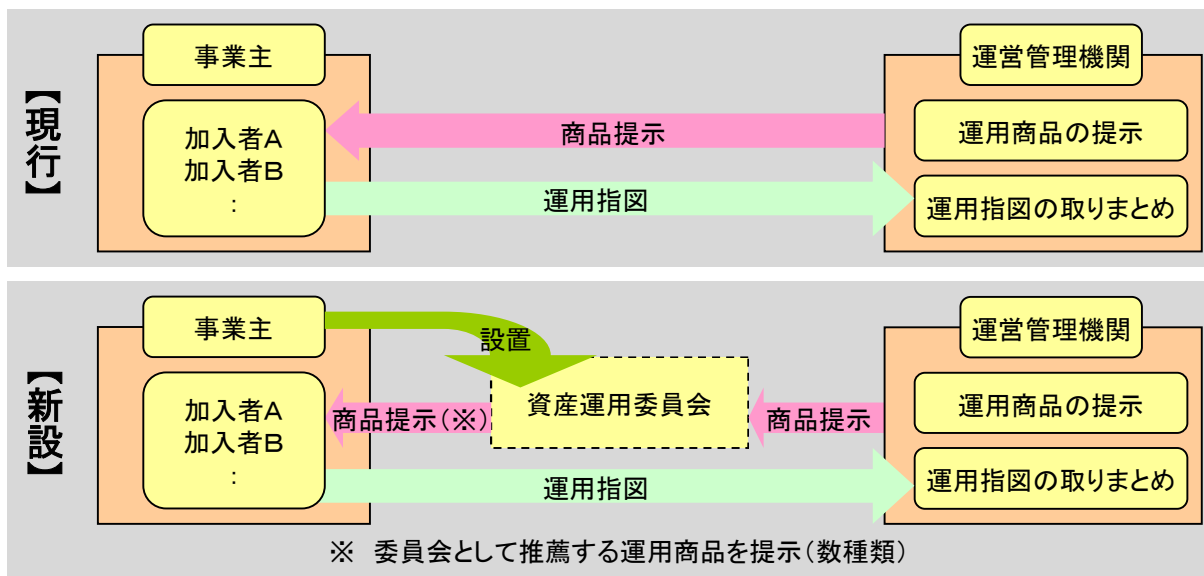 【現行】
事業主
加入者A
加入者B
:
商品提示
運用指図
運営管理機関
運用商品の提示
運用指図の取りまとめ
【新設】
事業主
設置
加入者A
加入者B
:
商品提示(※)
資産運用委員会
商品提示
運用指図
運営管理機関
運用商品の提示
運用指図の取りまとめ
※ 委員会として推薦する運用商品を提示(数種類)